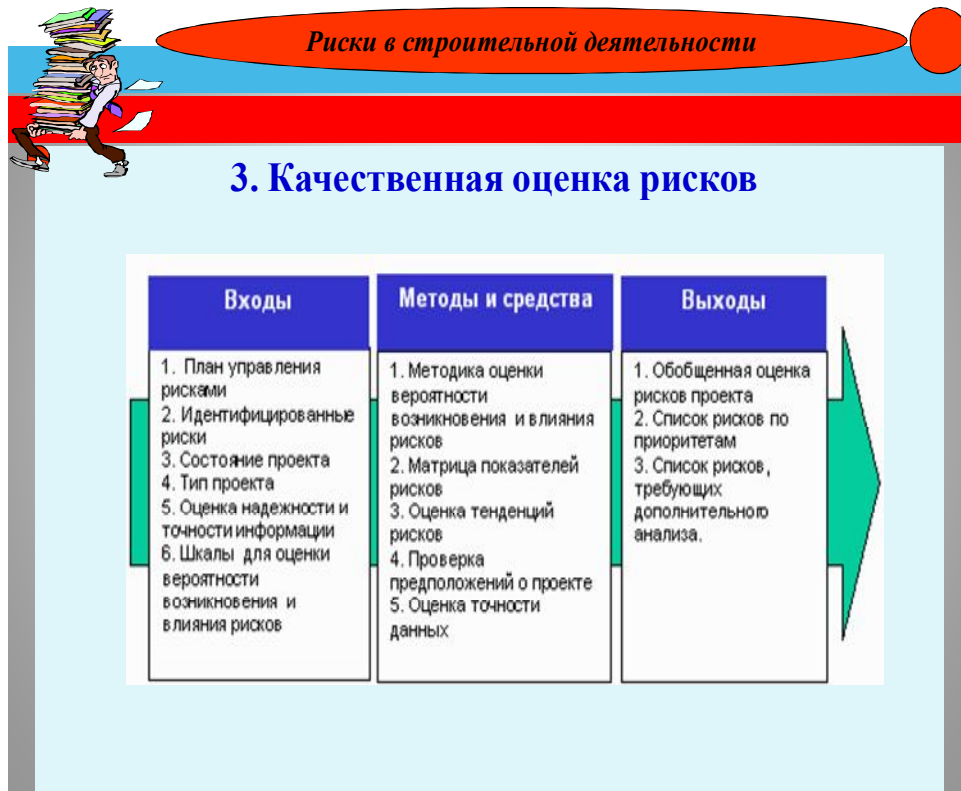 Риски в строительной деятельности
3. Качественная оценка рисков
Входы
1. План управления
рисками
2. Идентифицированные
риски
3. Состояние проекта
4. Тип проекта
5. Оценка надежности и
точности информации
6. Шкалы для оценки
вероятности
возникновения и
влияния рисков
Методы и средства
1. Методика оценки
вероятности
возникновения и влияния
рисков
2. Матрица показателей
рисков
3. Оценка тенденций
рисков
4. Проверка
предположений о проекте
5. Оценка точности
данных
Выходы
1. Обобщенная оценка
рисков проекта
2. Список рисков по
приоритетам
3. Список рисков,
требующих
дополнительного
анализа.